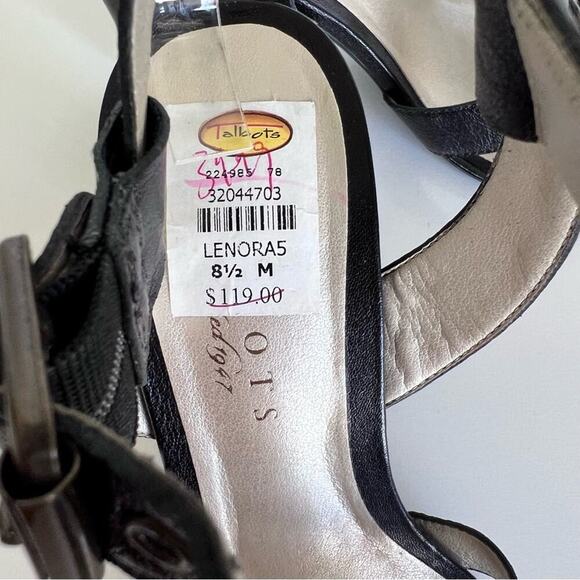 Talbots
224985 78
32044703
LENORA5
8½ M
$119.00
OTS